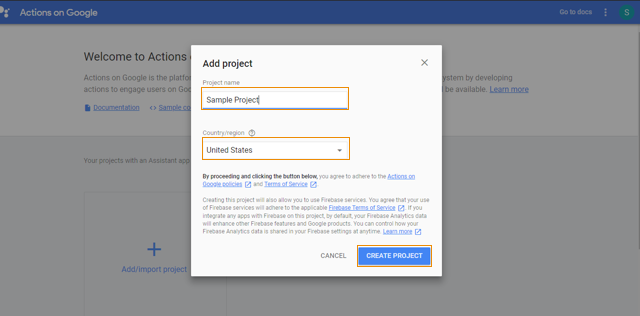 Actions on Google
Go to docs
S
Welcome to Actions
Actions on Google is the platfor
ystem by developing
actions to engage users on Goo
l be available. Learn more
Documentation
<> Sample co
Your projects with an Assistant app
Add/Import project
Add project
Project name
Sample Project
Country/region
United States
By proceeding and clicking the button below, you agree to adhere to the Actions on
Google policies and Terms of Service
Creating this project will also allow you to use Firebase services. You agree that your use
of Firebase services will adhere to the applicable Firebase Terms of Service . If you
integrate any apps with Firebase on this project, by default, your Firebase Analytics data
will enhance other Firebase features and Google products. You can control how your
Firebase Analytics data is shared in your Firebase settings at anytime. Learn more
CANCEL
CREATE PROJECT